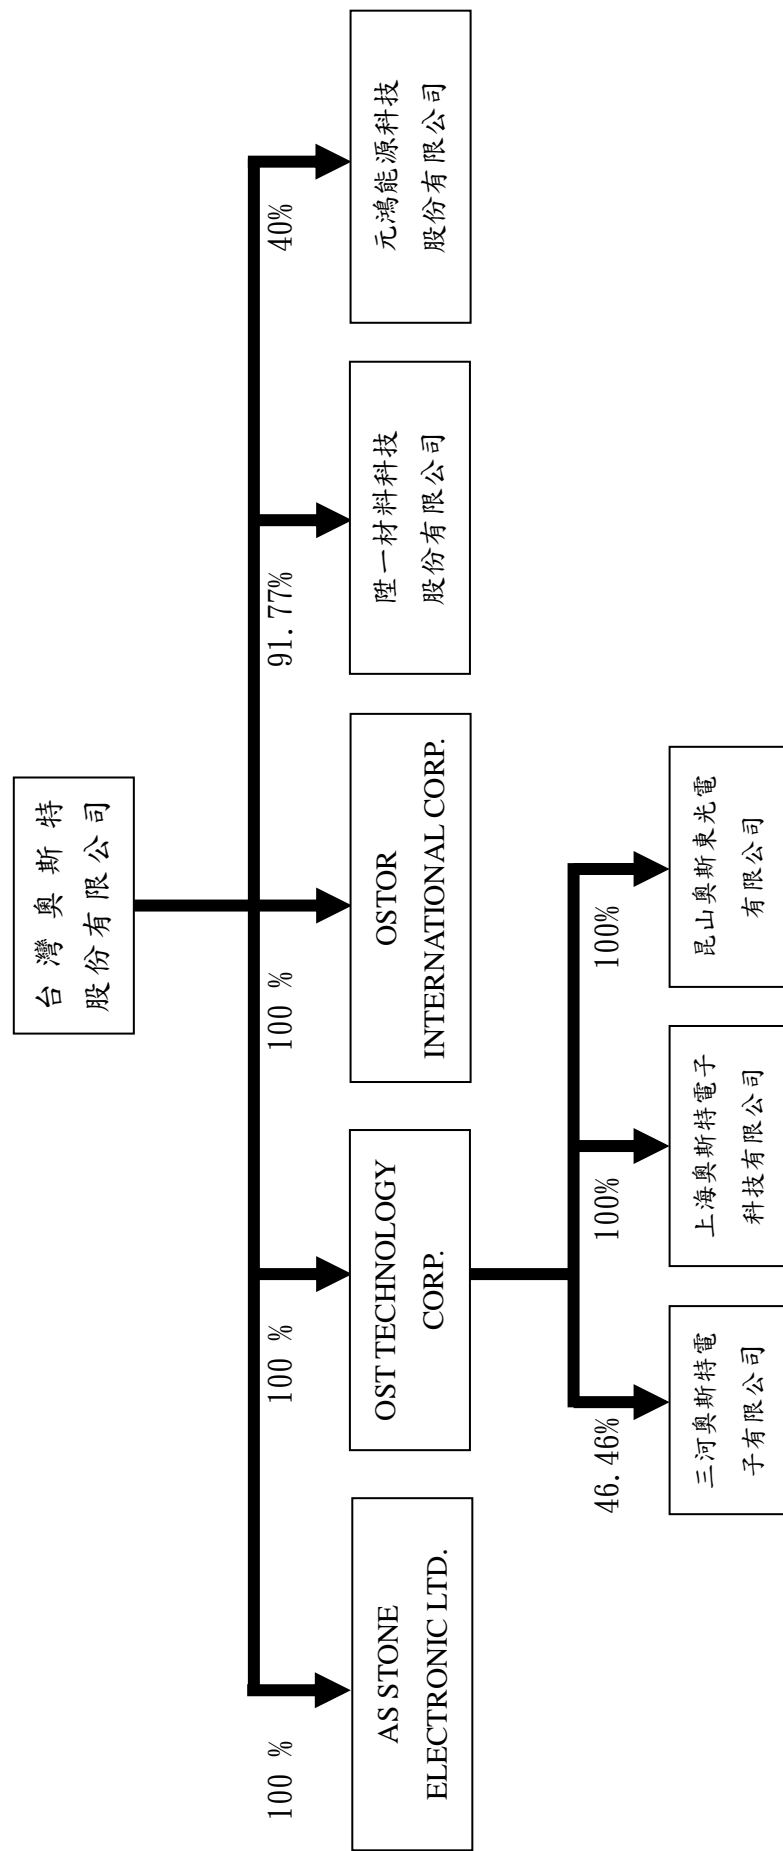 台灣奧斯特
股份有限公司
100 %
100 %
100 %
91.77%
40%
AS STONE
ELECTRONIC LTD.
OST TECHNOLOGY
CORP.
OSTOR
INTERNATIONAL CORP.
陞一材料科技
股份有限公司
元鴻能源科技
股份有限公司
46.46%
100%
100%
三河奧斯特電
子有限公司
上海奧斯特電子
科技有限公司
昆山奧斯東光電
有限公司